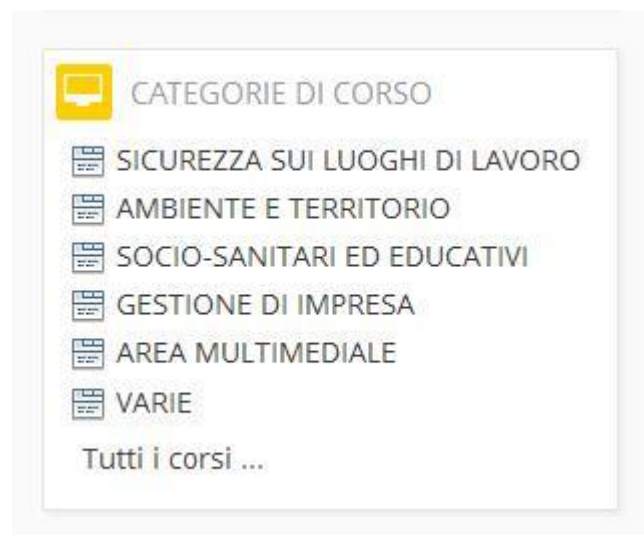 CATEGORIE DI CORSO
SICUREZZA SUI LUOGHI DI LAVORO
AMBIENTE E TERRITORIO
SOCIO-SANITARI ED EDUCATIVI
GESTIONE DI IMPRESA
AREA MULTIMEDIALE
VARIE
Tutti i corsi ...